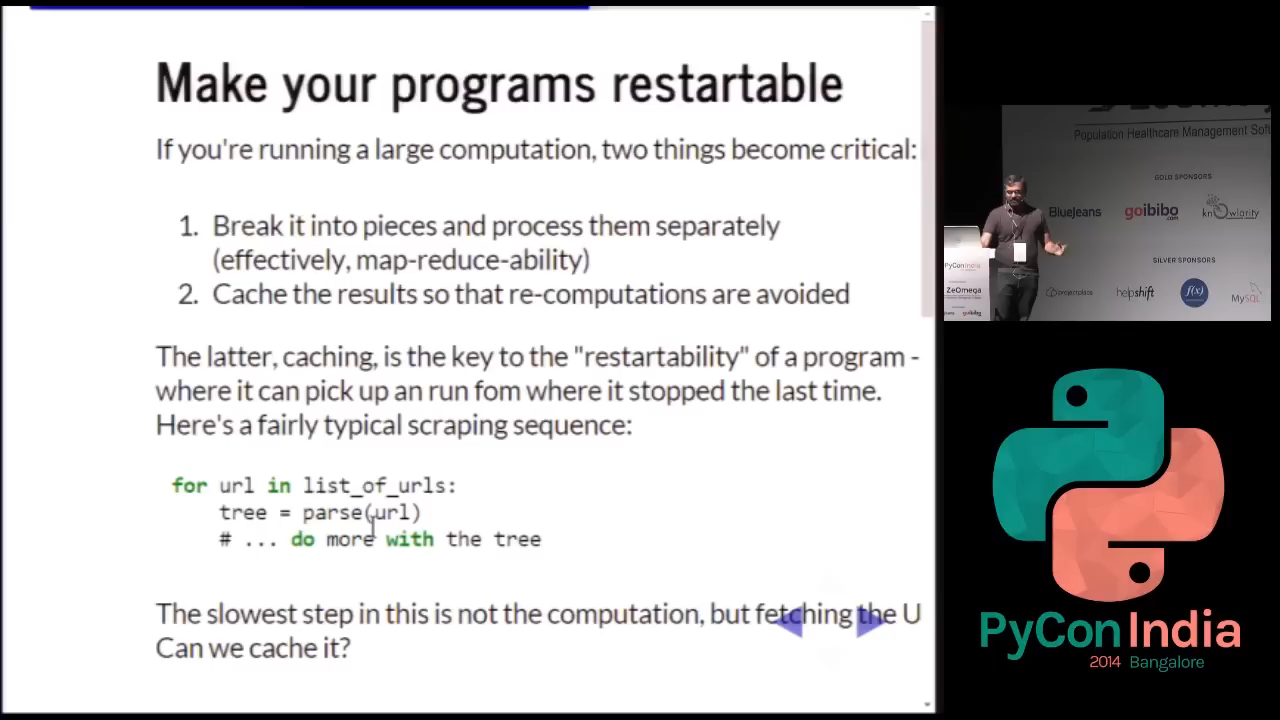 Make your programs restartable
If you're running a large computation, two things become critical:
1. Break it into pieces and process them separately
(effectively, map-reduce-ability)
2. Cache the results so that re-computations are avoided
The latter, caching, is the key to the "restartability" of a program -
where it can pick up an run fom where it stopped the last time.
Here's a fairly typical scraping sequence:
for url in list_of_urls:
tree = parse(url)
# ... do more with the tree
The slowest step in this is not the computation, but fetching the U
Can we cache it?
Population Healthcare Management Soft
GOLD SPONSORS
BlueJeans
goibibo.com
knOwlarity
SILVER SPONSORS
projectplace
helpshift
f(x)
MySQL
PyConIndia
ZeOmega
goibibo
PyCon India
2014 Bangalore